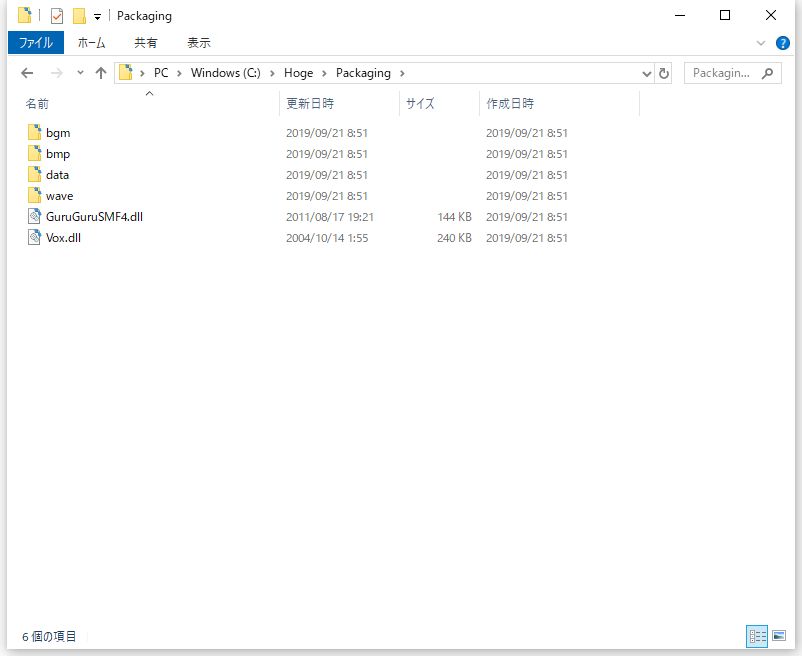 Packaging
ファイル ホーム 共有 表示 ?
PC Windows (C:) Hoge Packaging Packagin...
名前 更新日時 サイズ 作成日時
bgm 2019/09/21 8:51 2019/09/21 8:51
bmp 2019/09/21 8:51 2019/09/21 8:51
data 2019/09/21 8:51 2019/09/21 8:51
wave 2019/09/21 8:51 2019/09/21 8:51
GuruGuruSMF4.dll 2011/08/17 19:21 144 KB 2019/09/21 8:51
Vox.dll 2004/10/14 1:55 240 KB 2019/09/21 8:51
6 個の項目